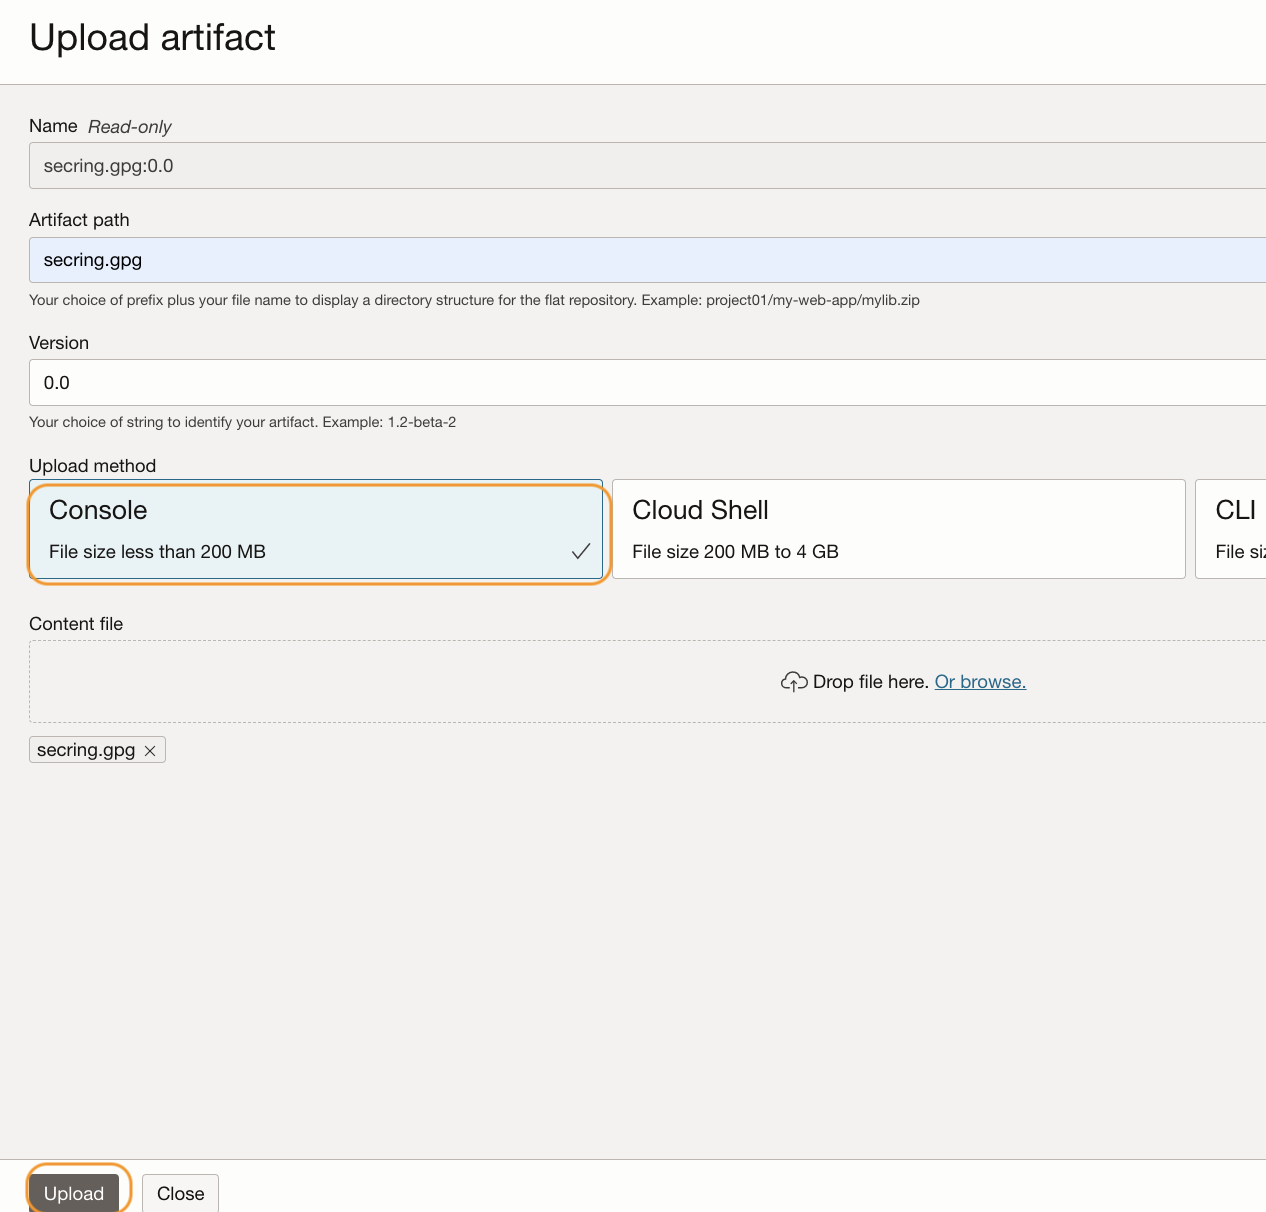 Upload artifact
Name Read-only
secring.gpg:0.0
Artifact path
secring.gpg
Your choice of prefix plus your file name to display a directory structure for the flat repository. Example: project01/my-web-app/mylib.zip
Version
0.0
Your choice of string to identify your artifact. Example: 1.2-beta-2
Upload method
Console
File size less than 200 MB
Cloud Shell
File size 200 MB to 4 GB
CLI
File
Content file
Drop file here. Or browse.
secring.gpg
Upload Close